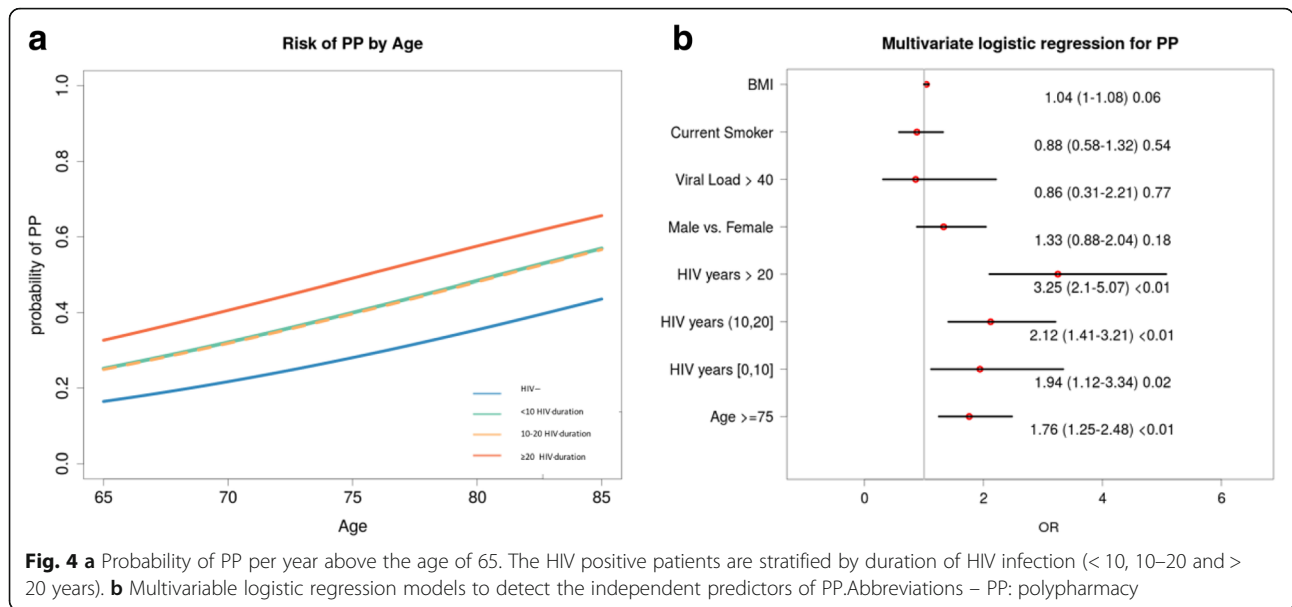 a
Risk of PP by Age
probability of PP
1.0
0.8
0.6
0.4
0.2
0.0
HIV−
<10 HIV-duration
10-20 HIV-duration
≥20 HIV-duration
65 70 75 80 85
Age
b
Multivariate logistic regression for PP
BMI 1.04 (1-1.08) 0.06
Current Smoker 0.88 (0.58-1.32) 0.54
Viral Load > 40 0.86 (0.31-2.21) 0.77
Male vs. Female 1.33 (0.88-2.04) 0.18
HIV years > 20 3.25 (2.1-5.07) <0.01
HIV years (10,20] 2.12 (1.41-3.21) <0.01
HIV years [0,10] 1.94 (1.12-3.34) 0.02
Age >=75 1.76 (1.25-2.48) <0.01
0 2 4 6
OR
Fig. 4 a Probability of PP per year above the age of 65. The HIV positive patients are stratified by duration of HIV infection (< 10, 10–20 and >
20 years). b Multivariable logistic regression models to detect the independent predictors of PP.Abbreviations – PP: polypharmacy